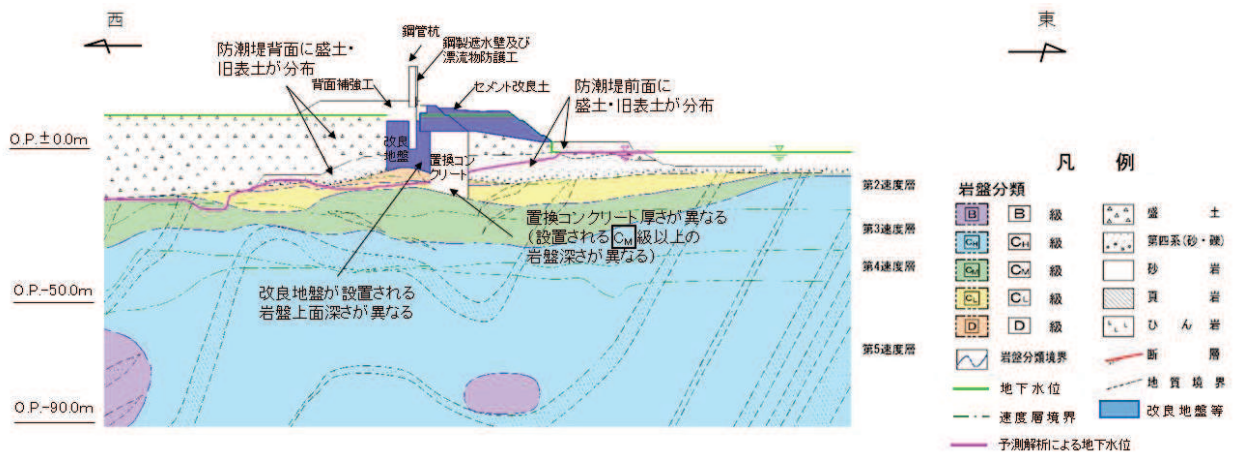 西
東
鋼管杭
鋼製遮水壁及び
漂流物防護工
防潮堤背面に盛土・
旧表土が分布
背面補強工
セメント改良土
防潮堤前面に
盛土・旧表土が分布
O.P.±0.0m
改良
地盤
置換コン
クリート
防潮堤前面に
置換コンクリート厚さが異なる
(設置されるCM級以上の
岩盤深さが異なる)
改良地盤が設置される
岩盤上面深さが異なる
O.P.-50.0m
O.P.-90.0m
第2速度層
第3速度層
第4速度層
第5速度層
凡 例
岩盤分類
B B 級
CH CH 級
CM CM 級
CL CL 級
D D 級
岩盤分類境界
地下水位
速度層境界
予測解析による地下水位
盛 土
第四系(砂・礫)
砂 岩
頁 岩
ひ ん 岩
断 層
地 質 境 界
改良地盤等